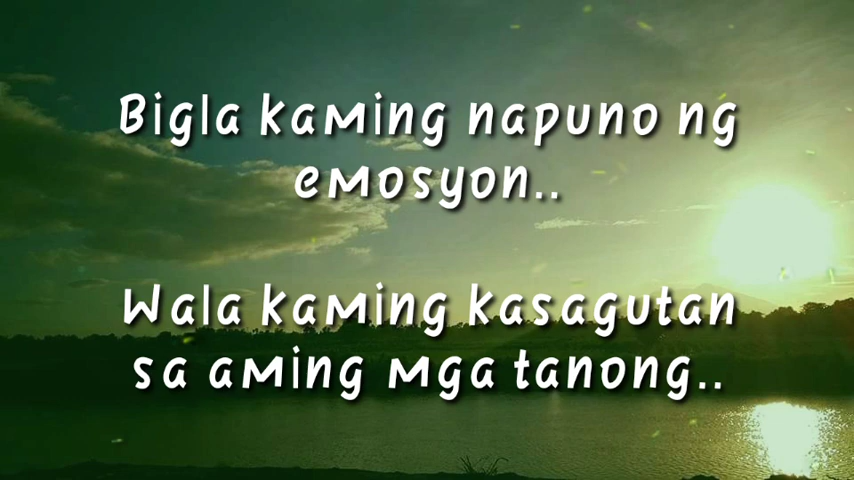 Bigla kaming napuno ng
emosyon..
Wala kaming kasagutan
sa aming mga tanong..